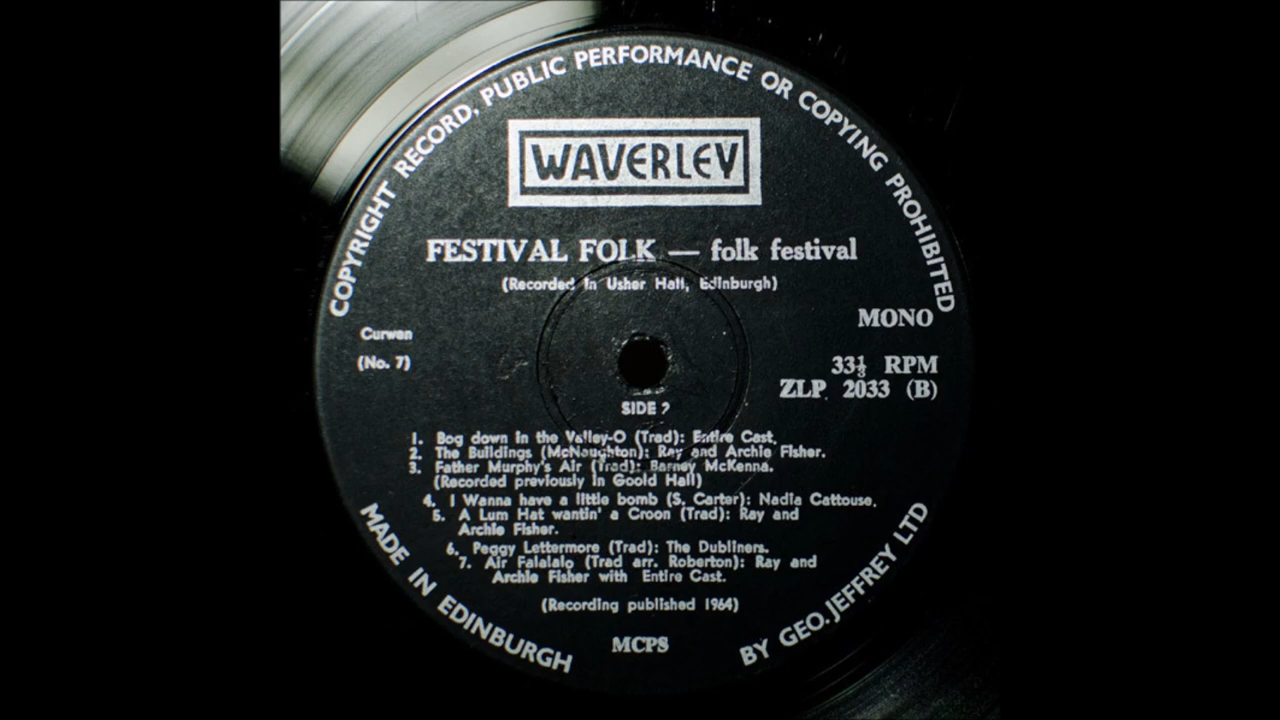 COPYRIGHT RECORD, PUBLIC PERFORMANCE OR COPYING PROHIBITED
WAVERLEY
FESTIVAL FOLK — folk festival
(Recorded in Usher Hall, Edinburgh)
MONO
Curwen
(No. 7)
33⅓ RPM
ZLP 2033 (B)
SIDE 2
1. Bog down in the Valley-O (Trad): Entire Cast.
2. The Buildings (McNaughton): Ray and Archie Fisher.
3. Father Murphy's Air (Trad): Barney McKenna.
(Recorded previously in Goold Hall)
4. I Wanna have a little bomb (S. Carter): Nadia Cattouse.
5. A Lum Hat wantin' a Croon (Trad): Ray and
Archie Fisher.
6. Peggy Lettermore (Trad): The Dubliners.
7. Air Falalalo (Trad arr. Roberton): Ray and
Archie Fisher with Entire Cast.
(Recording published 1964)
MCPS
MADE IN EDINBURGH
BY GEO. JEFFREY LTD